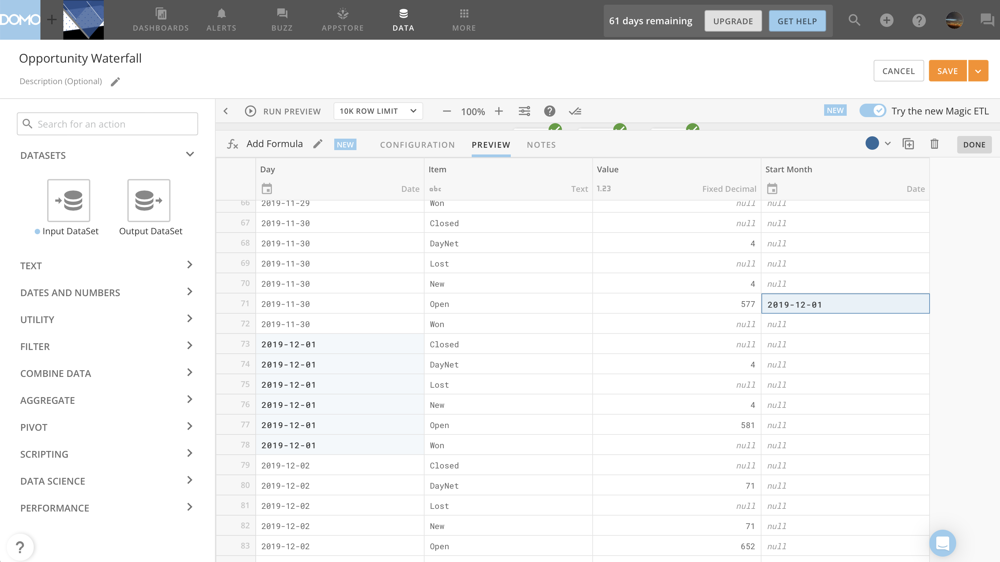 DOMO
DASHBOARDS
ALERTS
BUZZ
APPSTORE
DATA
MORE
61 days remaining
UPGRADE
GET HELP
Opportunity Waterfall
Description (Optional)
CANCEL
SAVE
Search for an action
DATASETS
Input DataSet
Output DataSet
TEXT
DATES AND NUMBERS
UTILITY
FILTER
COMBINE DATA
AGGREGATE
PIVOT
SCRIPTING
DATA SCIENCE
PERFORMANCE
RUN PREVIEW
10K ROW LIMIT
100%
NEW
Try the new Magic ETL
Add Formula
NEW
CONFIGURATION
PREVIEW
NOTES
DONE
Day Item Value Start Month
Date abc Text 1.23 Fixed Decimal Date
66 2019-11-29 Won null null
67 2019-11-30 Closed null null
68 2019-11-30 DayNet 4 null
69 2019-11-30 Lost null null
70 2019-11-30 New 4 null
71 2019-11-30 Open 577 2019-12-01
72 2019-11-30 Won null null
73 2019-12-01 Closed null null
74 2019-12-01 DayNet 4 null
75 2019-12-01 Lost null null
76 2019-12-01 New 4 null
77 2019-12-01 Open 581 null
78 2019-12-01 Won null null
79 2019-12-02 Closed null null
80 2019-12-02 DayNet 71 null
81 2019-12-02 Lost null null
82 2019-12-02 New 71 null
83 2019-12-02 Open 652 null